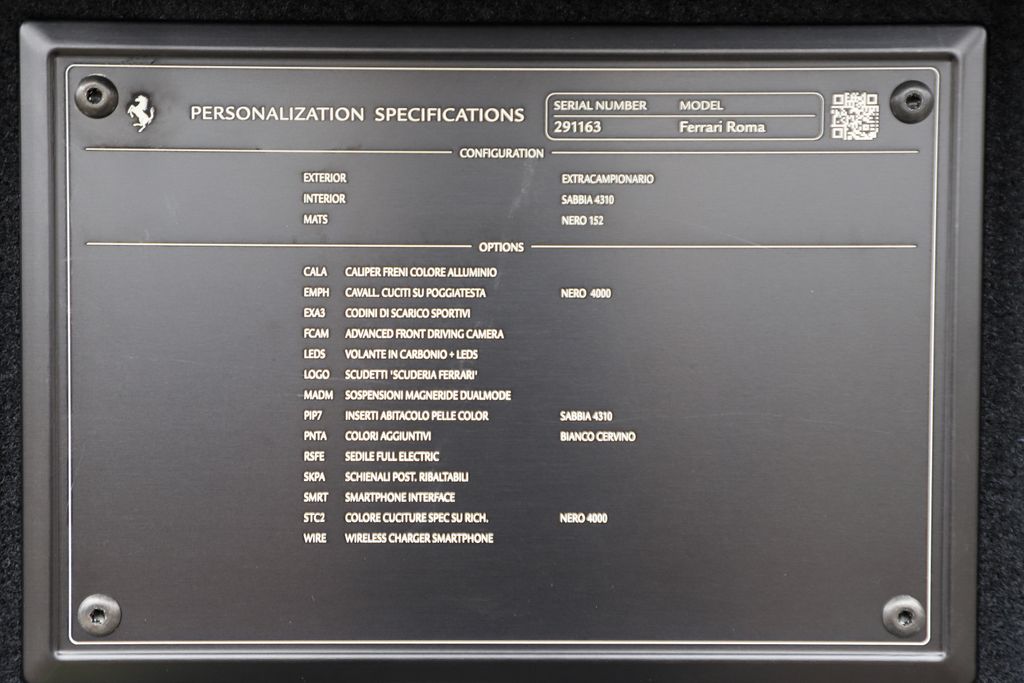 PERSONALIZATION SPECIFICATIONS
SERIAL NUMBER MODEL
291163 Ferrari Roma
CONFIGURATION
EXTERIOR EXTRACAMPIONARIO
INTERIOR SABBIA 4310
MATS NERO 152
OPTIONS
CALA CALIPER FRENI COLORE ALLUMINIO
EMPH CAVALL. CUCITI SU POGGIATESTA NERO 4000
EXA3 CODINI DI SCARICO SPORTIVI
FCAM ADVANCED FRONT DRIVING CAMERA
LEDS VOLANTE IN CARBONIO + LEDS
LOGO SCUDETTI 'SCUDERIA FERRARI'
MADM SOSPENSIONI MAGNERIDE DUALMODE
PIP7 INSERTI ABITACOLO PELLE COLOR SABBIA 4310
PNTA COLORI AGGIUNTIVI BIANCO CERVINO
RSFE SEDILE FULL ELECTRIC
SKPA SCHIENALI POST. RIBALTABILI
SMRT SMARTPHONE INTERFACE
STC2 COLORE CUCITURE SPEC SU RICH. NERO 4000
WIRE WIRELESS CHARGER SMARTPHONE